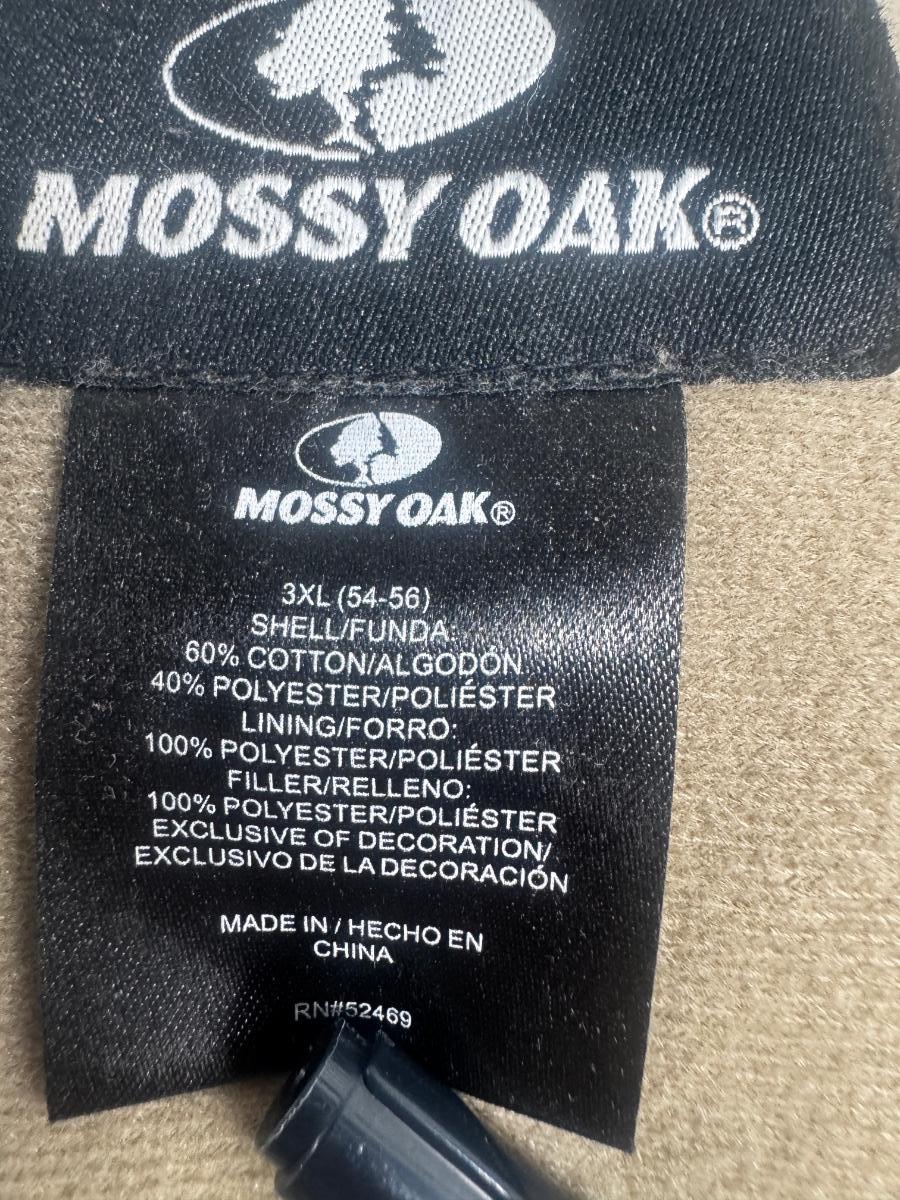 MOSSY OAK®
MOSSY OAK®
3XL (54-56)
SHELL/FUNDA:
60% COTTON/ALGODÓN
40% POLYESTER/POLIÉSTER
LINING/FORRO:
100% POLYESTER/POLIÉSTER
FILLER/RELLENO:
100% POLYESTER/POLIÉSTER
EXCLUSIVE OF DECORATION/
EXCLUSIVO DE LA DECORACIÓN
MADE IN / HECHO EN
CHINA
RN#52469